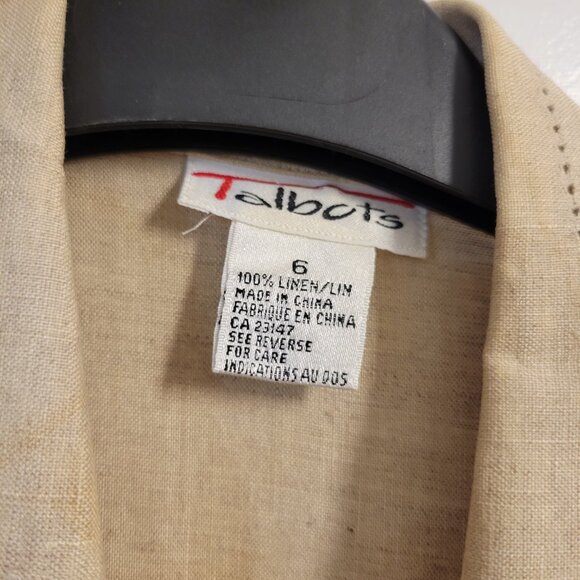 Talbots
6
100% LINEN/LIN
MADE IN CHINA
FABRIQUE EN CHINA
CA 23147
SEE REVERSE
FOR CARE
INDICATIONS AU DOS